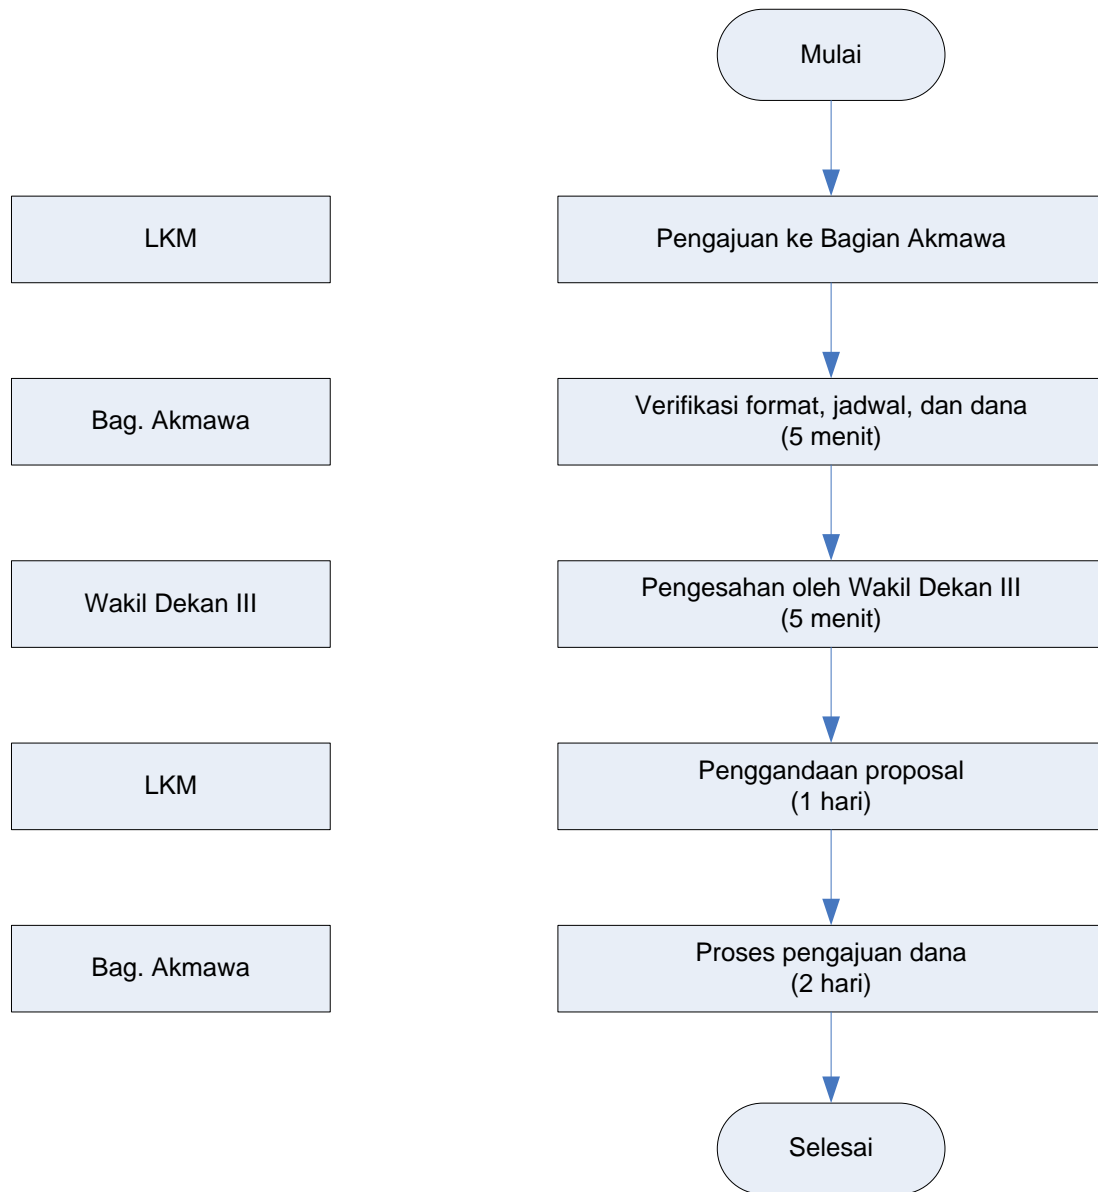 Mulai
LKM
Pengajuan ke Bagian Akmawa
Bag. Akmawa
Verifikasi format, jadwal, dan dana
(5 menit)
Wakil Dekan III
Pengesahan oleh Wakil Dekan III
(5 menit)
LKM
Penggandaan proposal
(1 hari)
Bag. Akmawa
Proses pengajuan dana
(2 hari)
Selesai